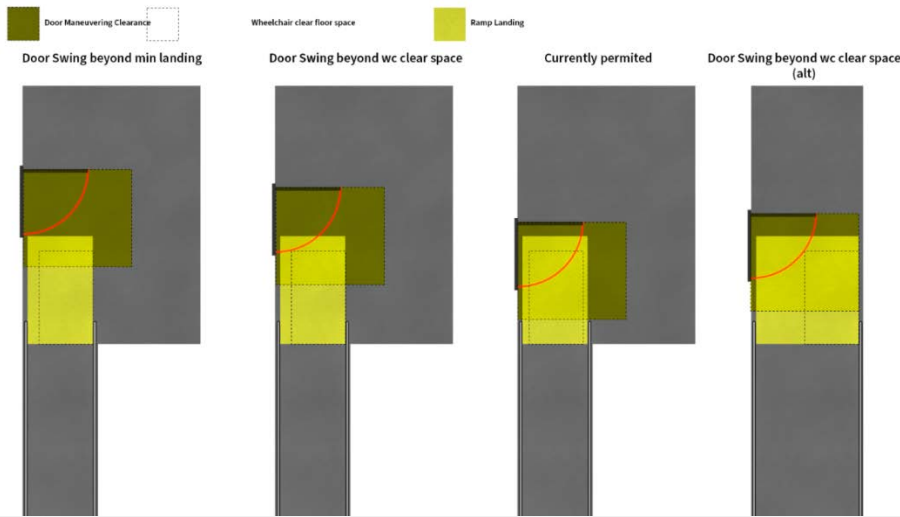 Door Maneuvering Clearance
Wheelchair clear floor space
Ramp Landing
Door Swing beyond min landing
Door Swing beyond wc clear space
Currently permited
Door Swing beyond wc clear space
(alt)